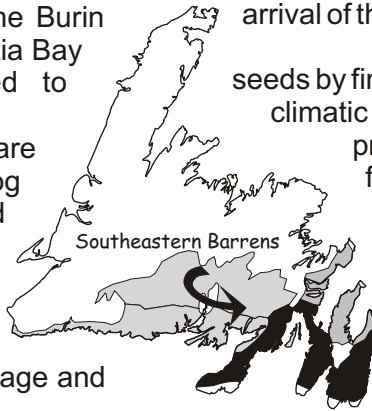 he Burin
ia Bay
ed to
are
og
d
age and
arrival of th
seeds by fir
climatic
pr
f
Southeastern Barrens